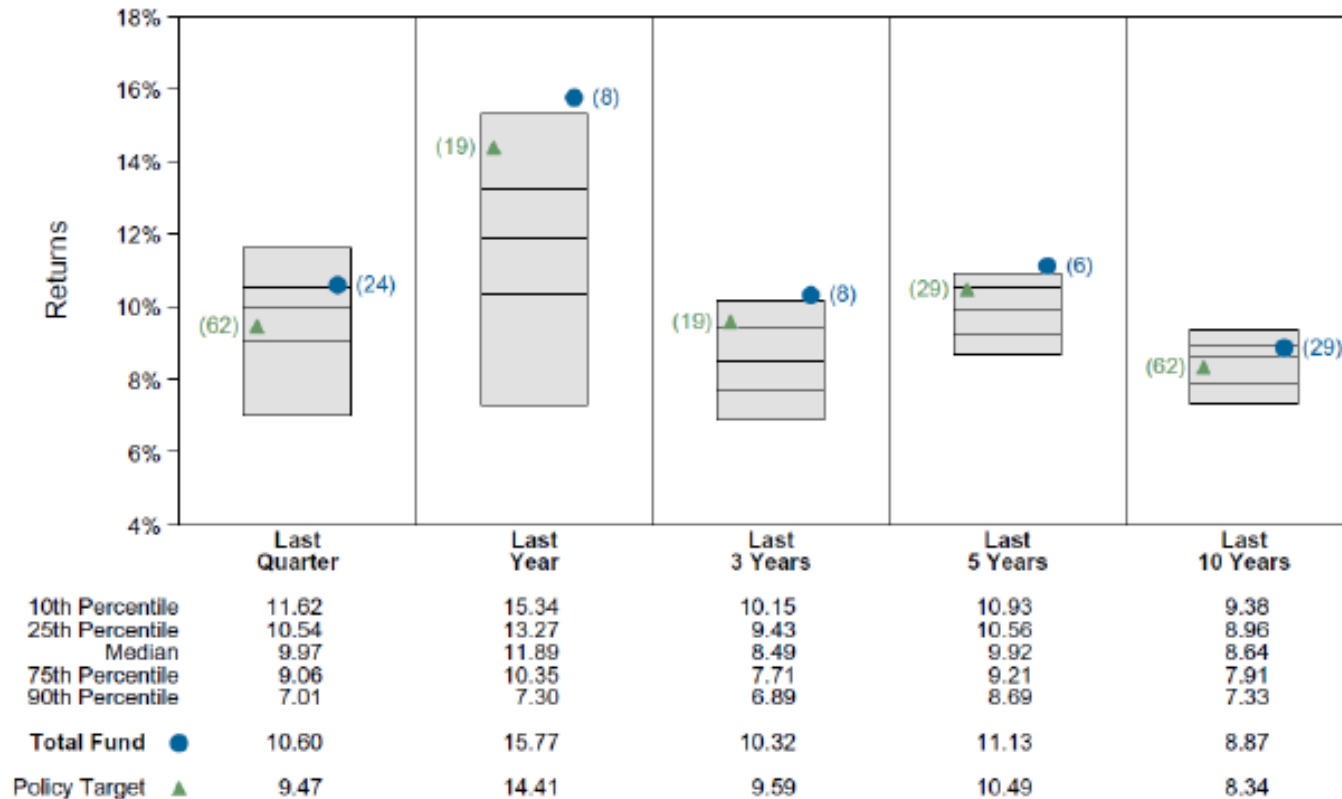 18%
16%
14%
12%
10%
8%
6%
4%
Returns
(24)
(62)
(8)
(19)
(8)
(19)
(6)
(29)
(29)
(62)
Last Quarter
Last Year
Last 3 Years
Last 5 Years
Last 10 Years
10th Percentile 11.62 15.34 10.15 10.93 9.38
25th Percentile 10.54 13.27 9.43 10.56 8.96
Median 9.97 11.89 8.49 9.92 8.64
75th Percentile 9.06 10.35 7.71 9.21 7.91
90th Percentile 7.01 7.30 6.89 8.69 7.33
Total Fund 10.60 15.77 10.32 11.13 8.87
Policy Target 9.47 14.41 9.59 10.49 8.34